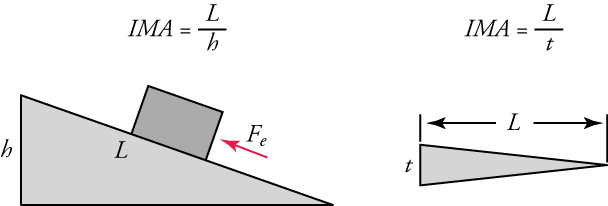 IMA = L/h
IMA = L/t
h
L
Fₑ
L
t